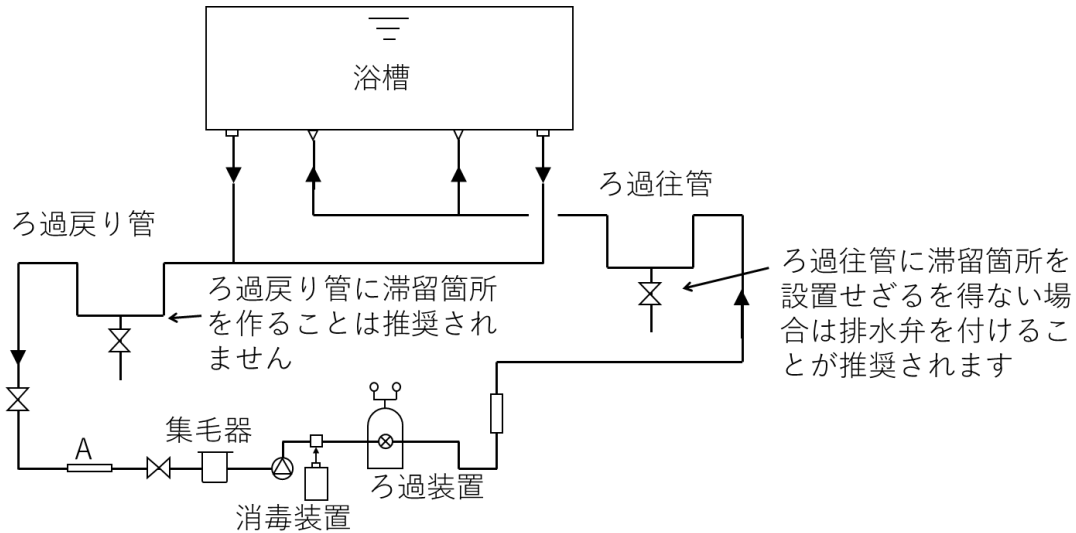 浴槽
ろ過往管
ろ過戻り管
ろ過往管に滞留箇所を
設置せざるを得ない場
合は排水弁を付けるこ
とが推奨されます
ろ過戻り管に滞留箇所
を作ることは推奨され
ません
集毛器
A
ろ過装置
消毒装置